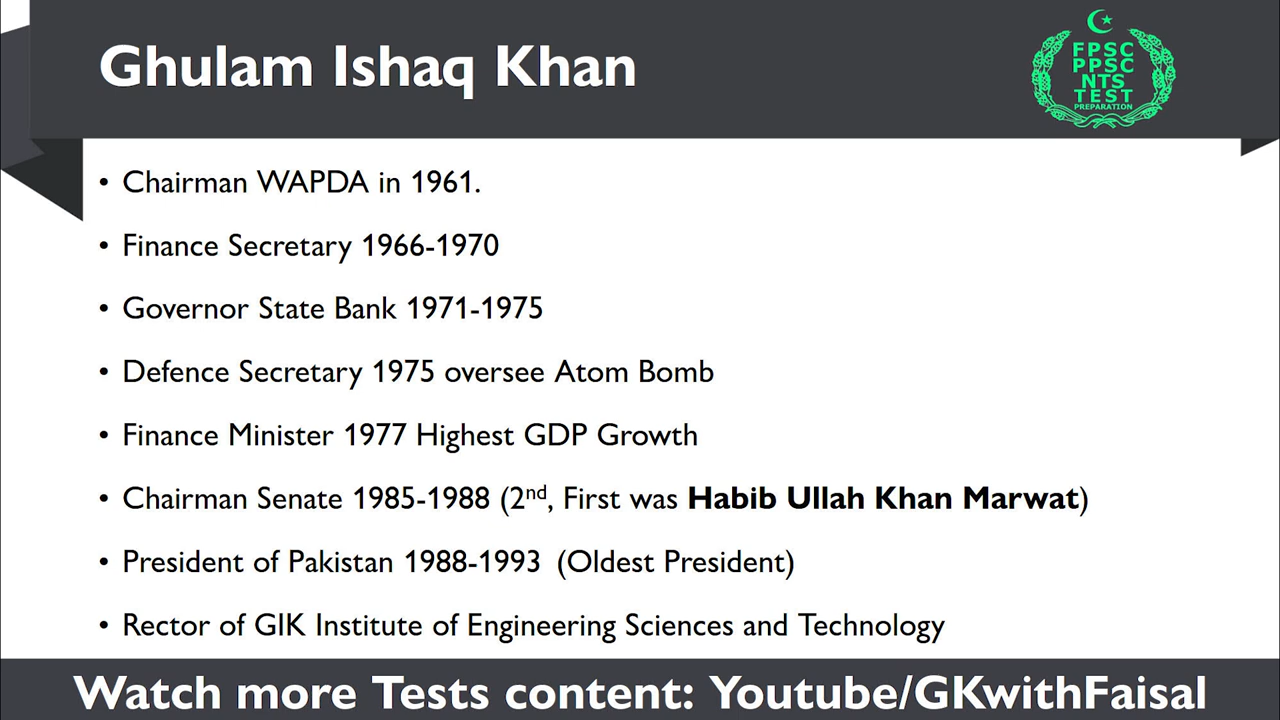 Ghulam Ishaq Khan
FPSC
PPSC
NTS
TEST
PREPARATION
• Chairman WAPDA in 1961.
• Finance Secretary 1966-1970
• Governor State Bank 1971-1975
• Defence Secretary 1975 oversee Atom Bomb
• Finance Minister 1977 Highest GDP Growth
• Chairman Senate 1985-1988 (2nd, First was Habib Ullah Khan Marwat)
• President of Pakistan 1988-1993 (Oldest President)
• Rector of GIK Institute of Engineering Sciences and Technology
Watch more Tests content: Youtube/GKwithFaisal